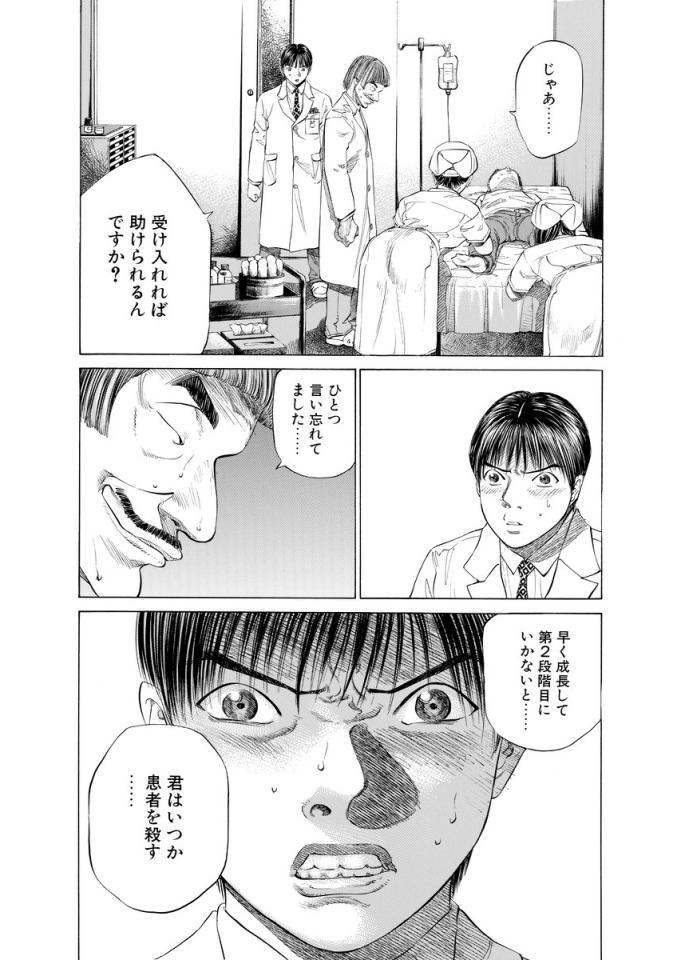 じゃあ……
受け入れれば
助けられるん
ですか？
ひとつ
言い忘れて
ました……
早く成長して
第２段階目に
いかないと……
君はいつか
患者を殺す
……